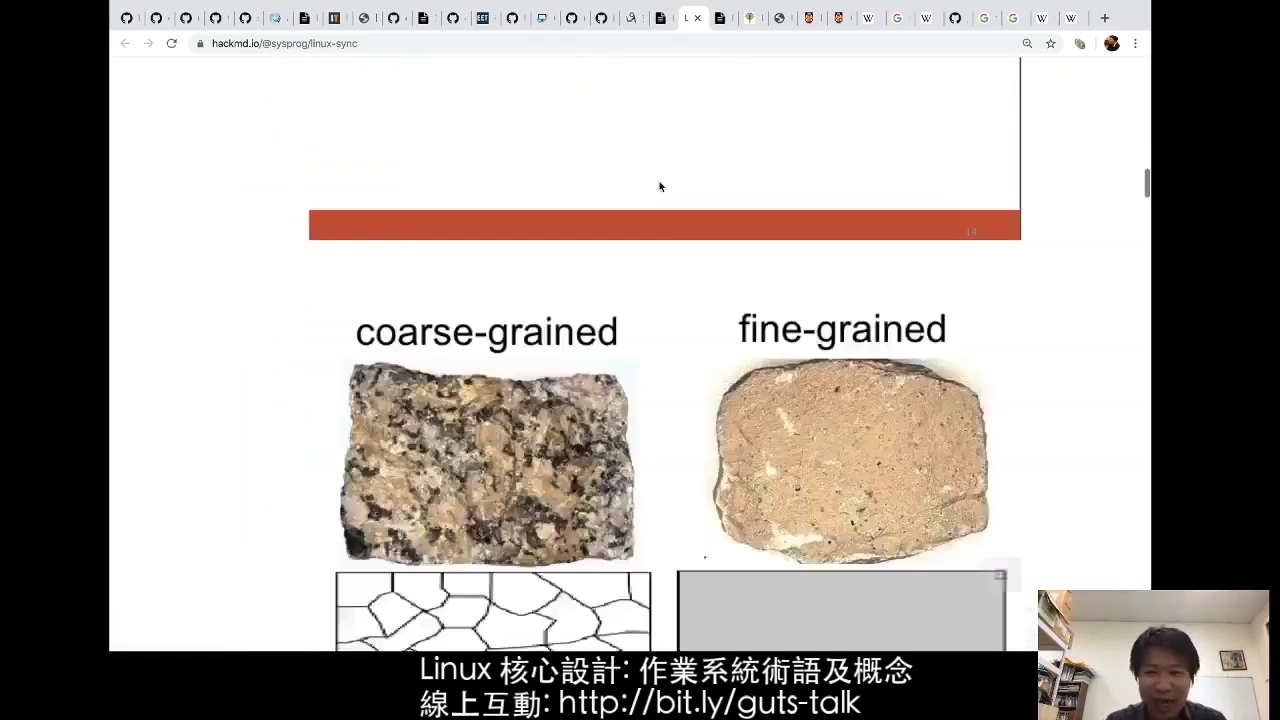 hackmd.io/@sysprog/linux-sync
14
coarse-grained
fine-grained
Linux 核心設計: 作業系統術語及概念
線上互動: http://bit.ly/guts-talk